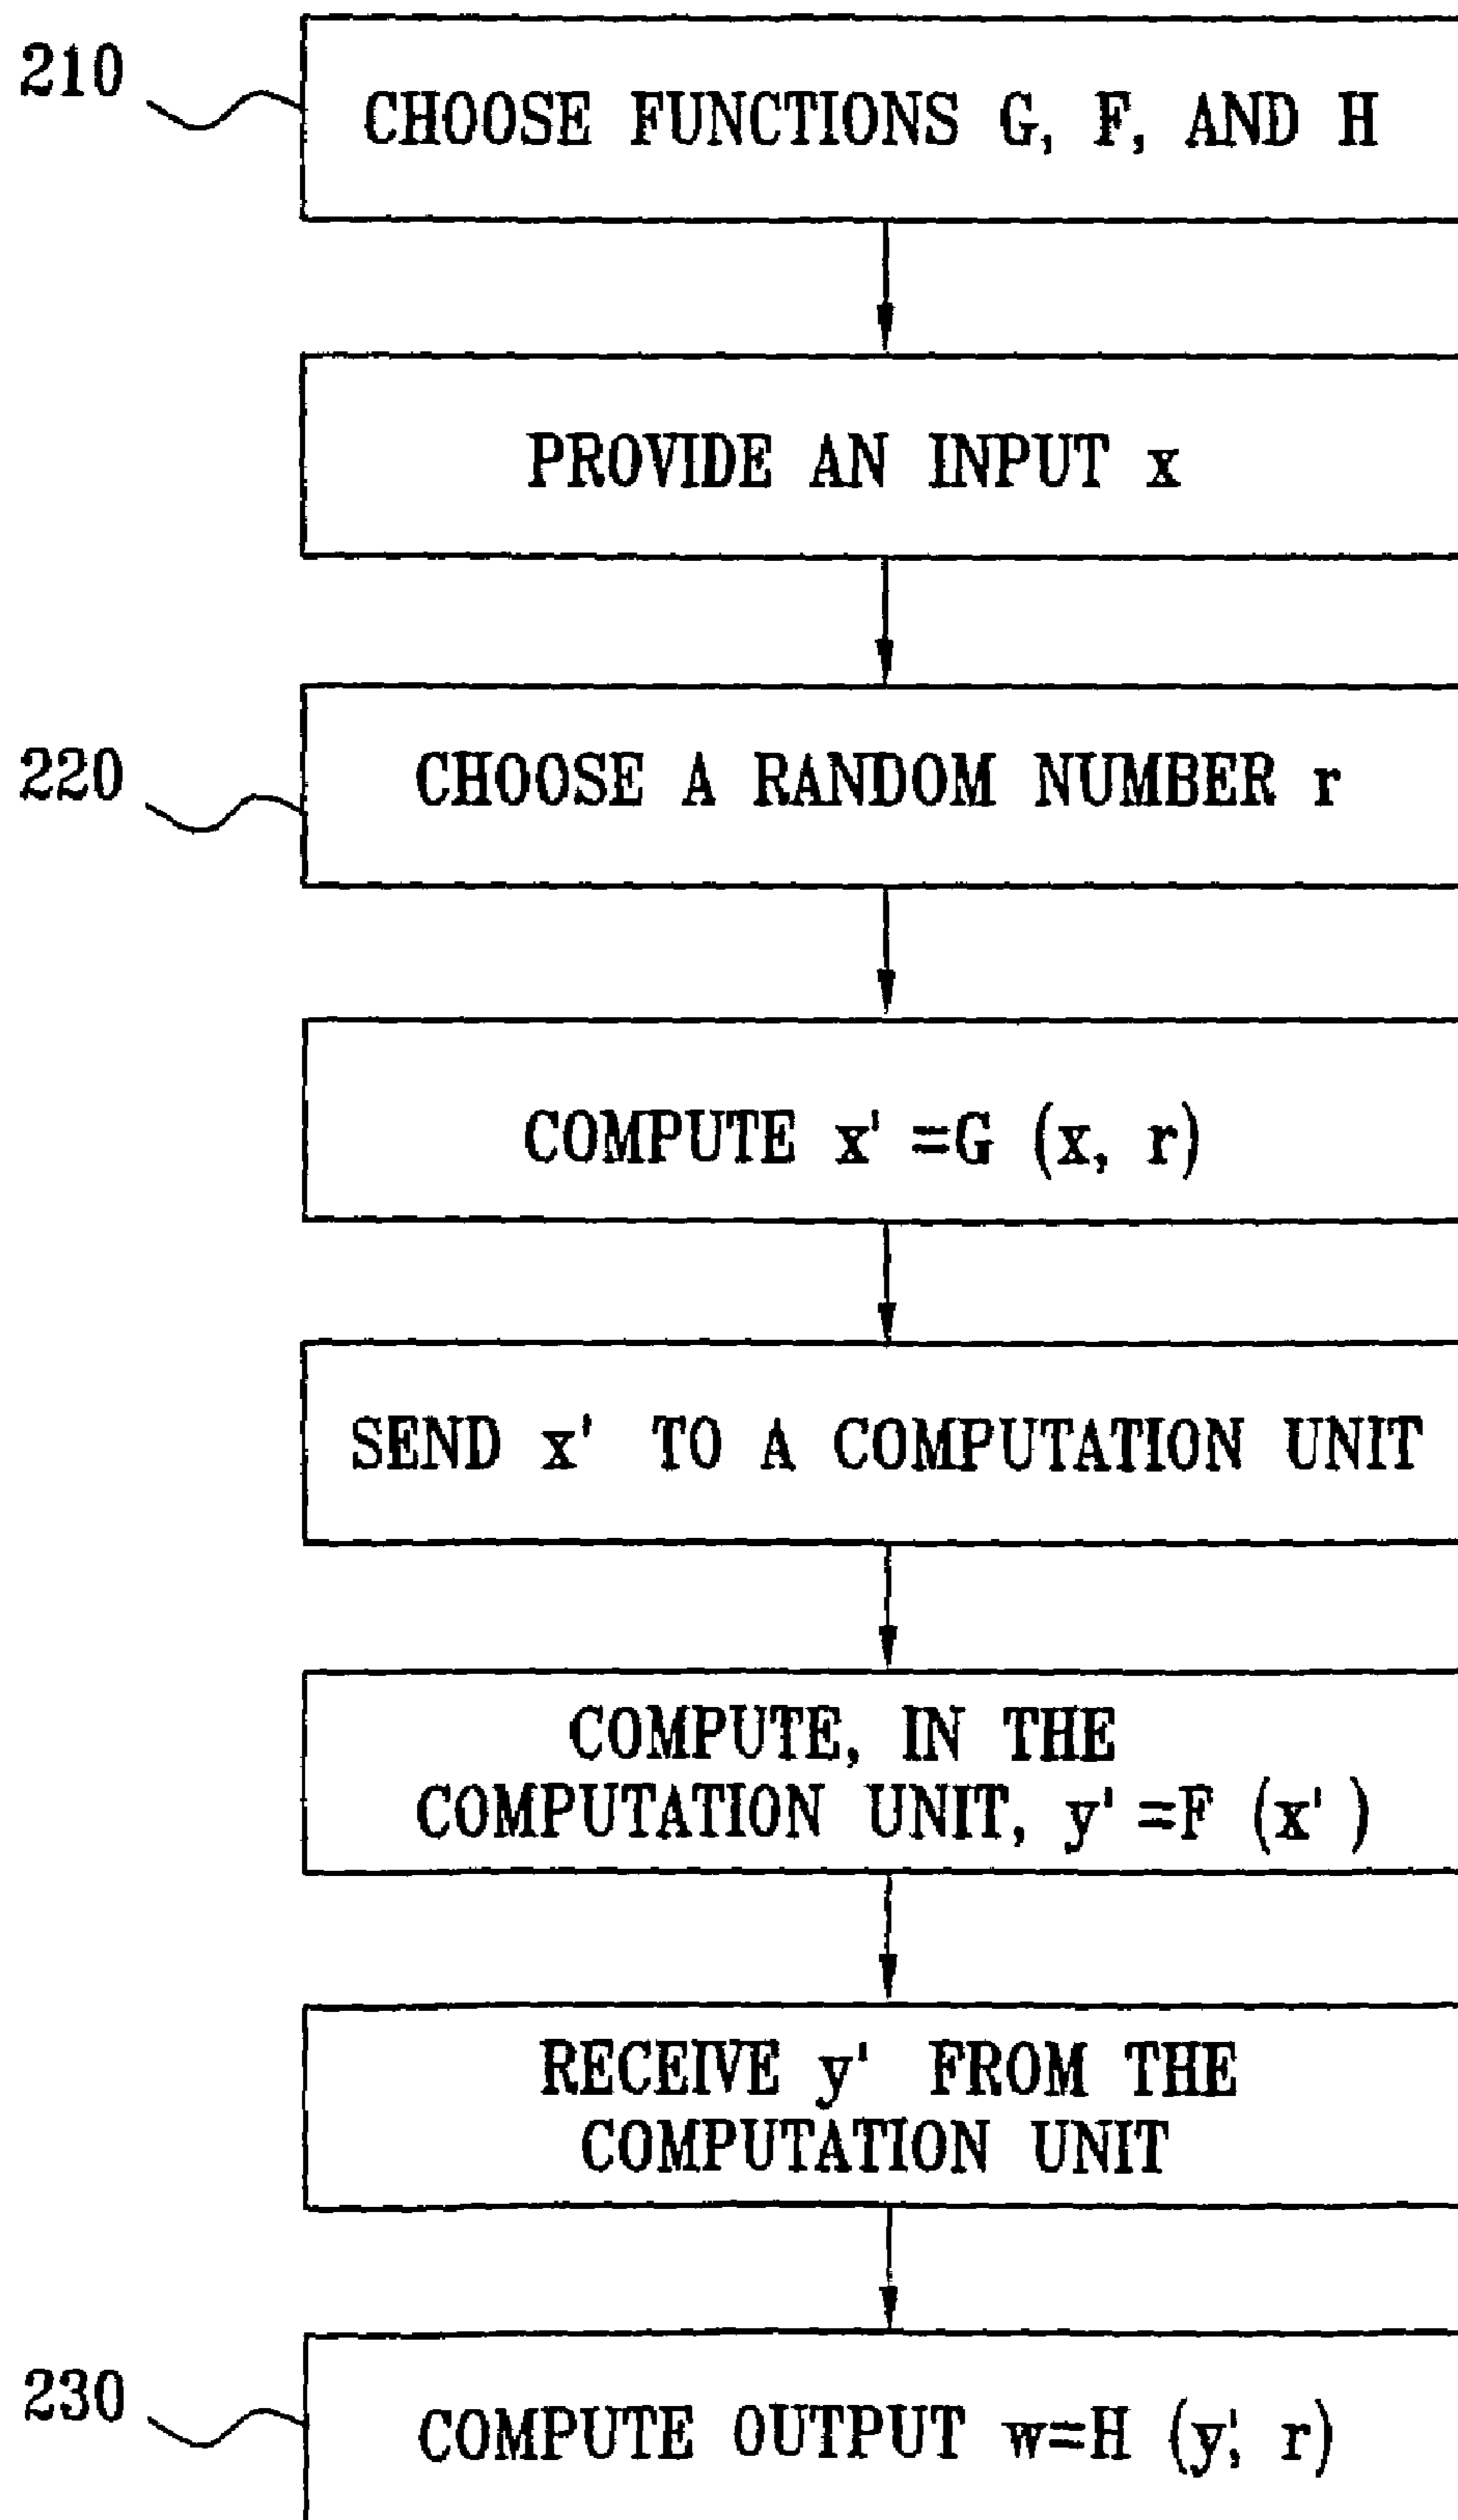 210
CHOOSE FUNCTIONS G, F, AND H
PROVIDE AN INPUT x
220
CHOOSE A RANDOM NUMBER r
COMPUTE x' =G (x, r)
SEND x' TO A COMPUTATION UNIT
COMPUTE, IN THE
COMPUTATION UNIT, y' =F (x' )
RECEIVE y' FROM THE
COMPUTATION UNIT
230
COMPUTE OUTPUT w=H (y', r)